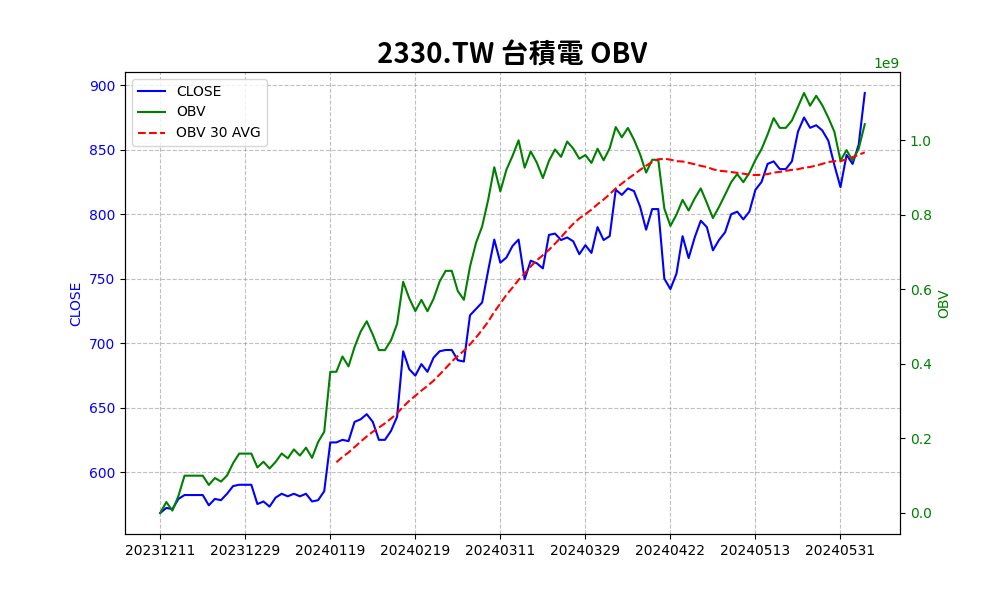 2330.TW 台積電 OBV
1e9
CLOSE
OBV
OBV 30 AVG
900
850
800
750
700
650
600
CLOSE
1.0
0.8
0.6
0.4
0.2
0.0
OBV
20231211 20231229 20240119 20240219 20240311 20240329 20240422 20240513 20240531